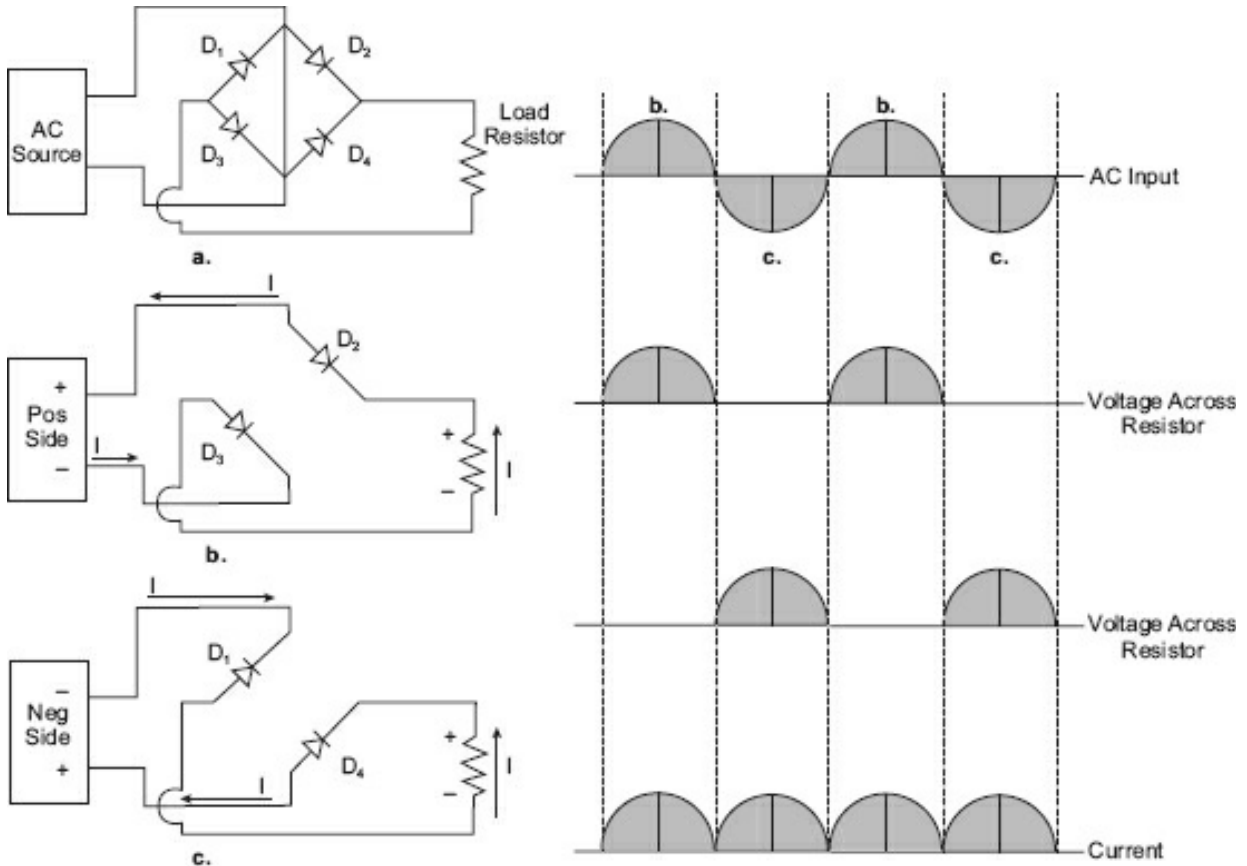 D₁
D₂
AC
Source
D₃
D₄
Load
Resistor
a.
I
D₂
+
Pos
Side
–
I
D₃
+
–
I
b.
I
D₁
–
Neg
Side
+
I
D₄
+
–
I
c.
b.
b.
AC Input
c.
c.
Voltage Across
Resistor
Voltage Across
Resistor
Current